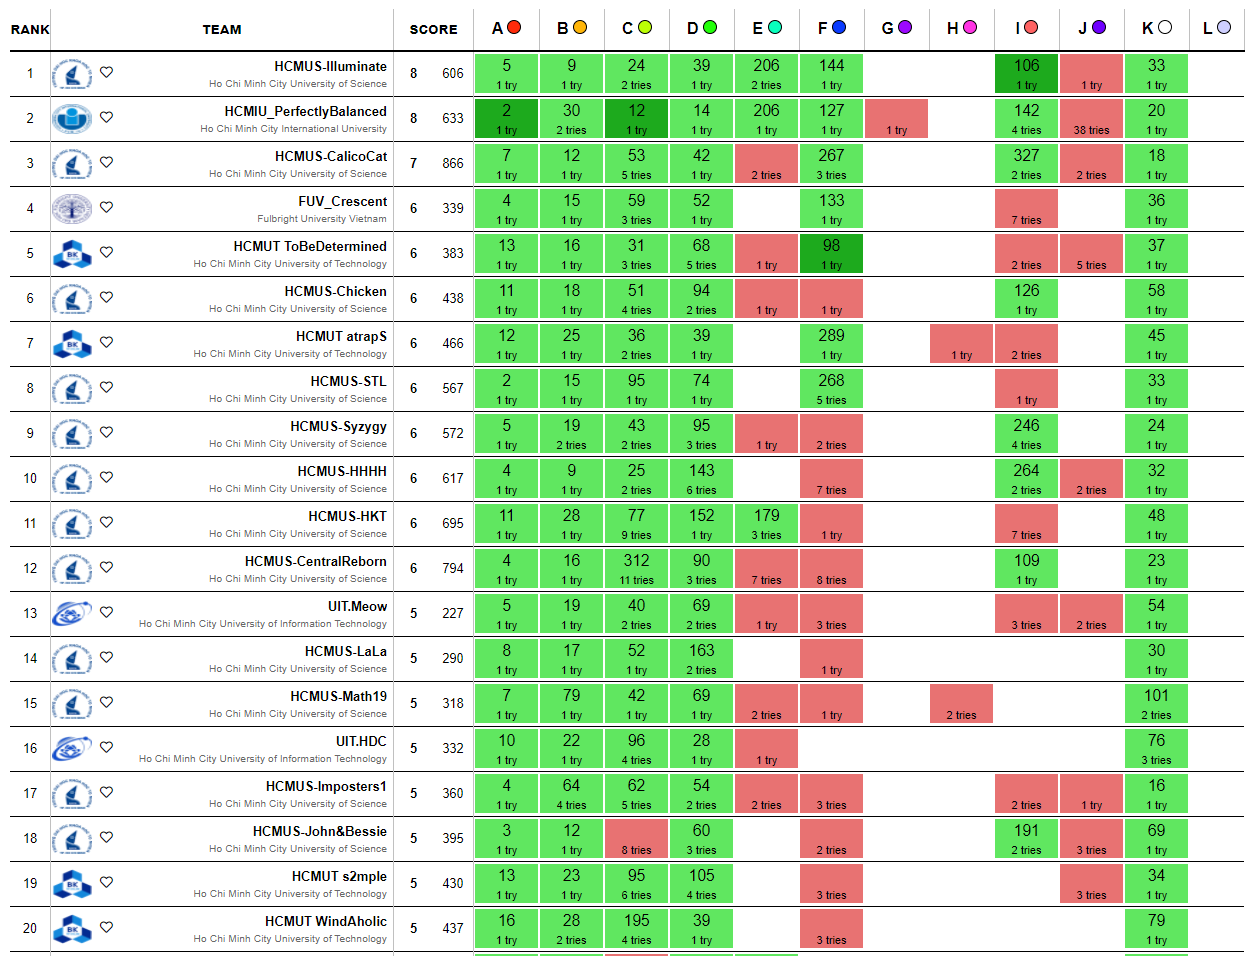 RANK TEAM SCORE A B C D E F G H I J K L
1 HCMUS-Illuminate 8 606 5 9 24 39 206 144 106 33
Ho Chi Minh City University of Science 1 try 1 try 2 tries 1 try 2 tries 1 try 1 try 1 try 1 try
2 HCMIU_PerfectlyBalanced 8 633 2 30 12 14 206 127 142 20
Ho Chi Minh City International University 1 try 2 tries 1 try 1 try 1 try 1 try 1 try 4 tries 38 tries 1 try
3 HCMUS-CalicoCat 7 866 7 12 53 42 267 327 18
Ho Chi Minh City University of Science 1 try 1 try 5 tries 1 try 2 tries 3 tries 2 tries 2 tries 1 try
4 FUV_Crescent 6 339 4 15 59 52 133 36
Fulbright University Vietnam 1 try 1 try 3 tries 1 try 1 try 7 tries 1 try
5 HCMUT ToBeDetermined 6 383 13 16 31 68 98 37
Ho Chi Minh City University of Technology 1 try 1 try 3 tries 5 tries 1 try 1 try 2 tries 5 tries 1 try
6 HCMUS-Chicken 6 438 11 18 51 94 126 58
Ho Chi Minh City University of Science 1 try 1 try 4 tries 2 tries 1 try 1 try 1 try 1 try
7 HCMUT atrapS 6 466 12 25 36 39 289 45
Ho Chi Minh City University of Technology 1 try 1 try 2 tries 1 try 1 try 1 try 2 tries 1 try
8 HCMUS-STL 6 567 2 15 95 74 268 33
Ho Chi Minh City University of Science 1 try 1 try 1 try 1 try 5 tries 1 try 1 try
9 HCMUS-Syzygy 6 572 5 19 43 95 246 24
Ho Chi Minh City University of Science 1 try 2 tries 2 tries 3 tries 1 try 2 tries 4 tries 1 try
10 HCMUS-HHHH 6 617 4 9 25 143 264 32
Ho Chi Minh City University of Science 1 try 1 try 2 tries 6 tries 7 tries 2 tries 2 tries 1 try
11 HCMUS-HKT 6 695 11 28 77 152 179 48
Ho Chi Minh City University of Science 1 try 1 try 9 tries 1 try 3 tries 1 try 7 tries 1 try
12 HCMUS-CentralReborn 6 794 4 16 312 90 109 23
Ho Chi Minh City University of Science 1 try 1 try 11 tries 3 tries 7 tries 8 tries 1 try 1 try
13 UIT.Meow 5 227 5 19 40 69 54
Ho Chi Minh City University of Information Technology 1 try 1 try 2 tries 2 tries 1 try 3 tries 3 tries 2 tries 1 try
14 HCMUS-LaLa 5 290 8 17 52 163 30
Ho Chi Minh City University of Science 1 try 1 try 1 try 2 tries 1 try 1 try
15 HCMUS-Math19 5 318 7 79 42 69 101
Ho Chi Minh City University of Science 1 try 1 try 1 try 1 try 2 tries 1 try 2 tries 2 tries
16 UIT.HDC 5 332 10 22 96 28 76
Ho Chi Minh City University of Information Technology 1 try 1 try 4 tries 1 try 1 try 3 tries
17 HCMUS-Imposters1 5 360 4 64 62 54 16
Ho Chi Minh City University of Science 1 try 4 tries 5 tries 2 tries 2 tries 3 tries 2 tries 1 try 1 try
18 HCMUS-John&Bessie 5 395 3 12 60 191 69
Ho Chi Minh City University of Science 1 try 1 try 8 tries 3 tries 2 tries 2 tries 3 tries 1 try
19 HCMUT s2mple 5 430 13 23 95 105 34
Ho Chi Minh City University of Technology 1 try 1 try 6 tries 4 tries 3 tries 3 tries 1 try
20 HCMUT WindAholic 5 437 16 28 195 39 79
Ho Chi Minh City University of Technology 1 try 2 tries 4 tries 1 try 3 tries 1 try